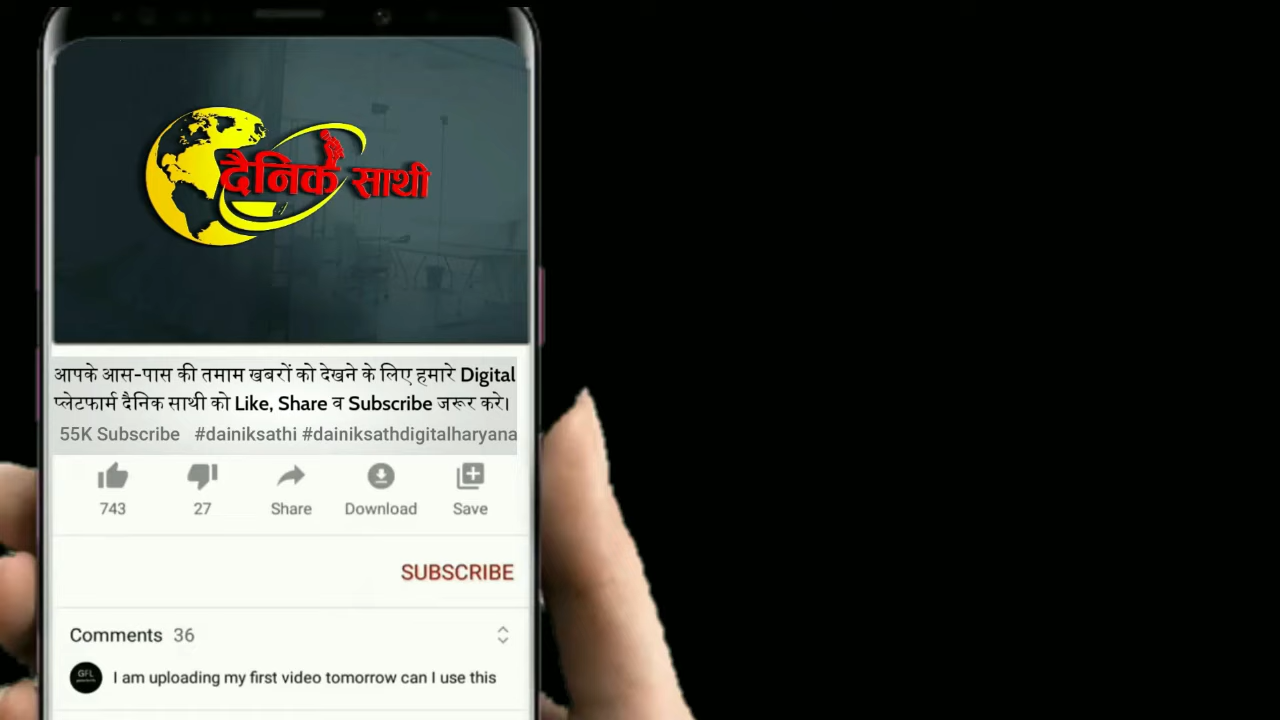 दैनिक साथी
आपके आस-पास की तमाम खबरों को देखने के लिए हमारे Digital
प्लेटफार्म दैनिक साथी को Like, Share व Subscribe जरूर करे।
55K Subscribe #dainiksathi #dainiksathdigitalharyana
743 27 Share Download Save
SUBSCRIBE
Comments 36
GFL
I am uploading my first video tomorrow can I use this